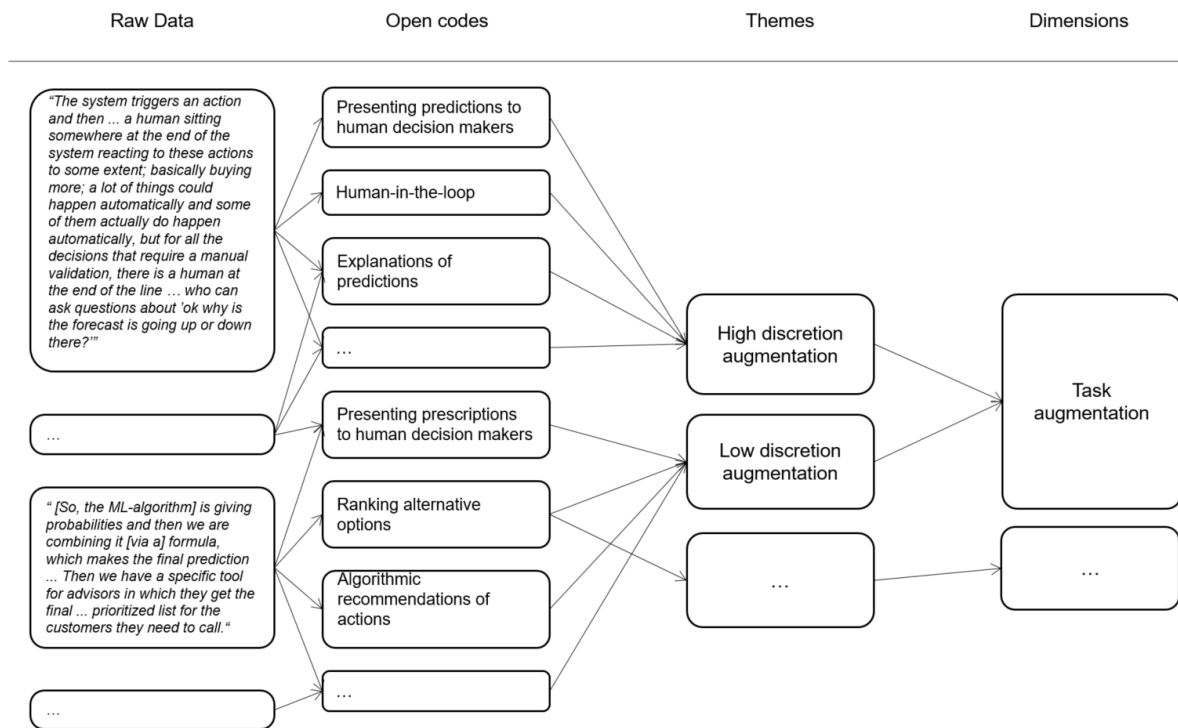 Raw Data
Open codes
Themes
Dimensions
“The system triggers an action
and then ... a human sitting
somewhere at the end of the
system reacting to these actions
to some extent; basically buying
more; a lot of things could
happen automatically and some
of them actually do happen
automatically, but for all the
decisions that require a manual
validation, there is a human at
the end of the line … who can
ask questions about ’ok why is
the forecast is going up or down
there?’”
...
“ [So, the ML-algorithm] is giving
probabilities and then we are
combining it [via a] formula,
which makes the final prediction
... Then we have a specific tool
for advisors in which they get the
final ... prioritized list for the
customers they need to call.“
...
Presenting predictions to
human decision makers
Human-in-the-loop
Explanations of
predictions
...
Presenting prescriptions
to human decision makers
Ranking alternative
options
Algorithmic
recommendations of
actions
...
High discretion
augmentation
Low discretion
augmentation
...
Task
augmentation
...